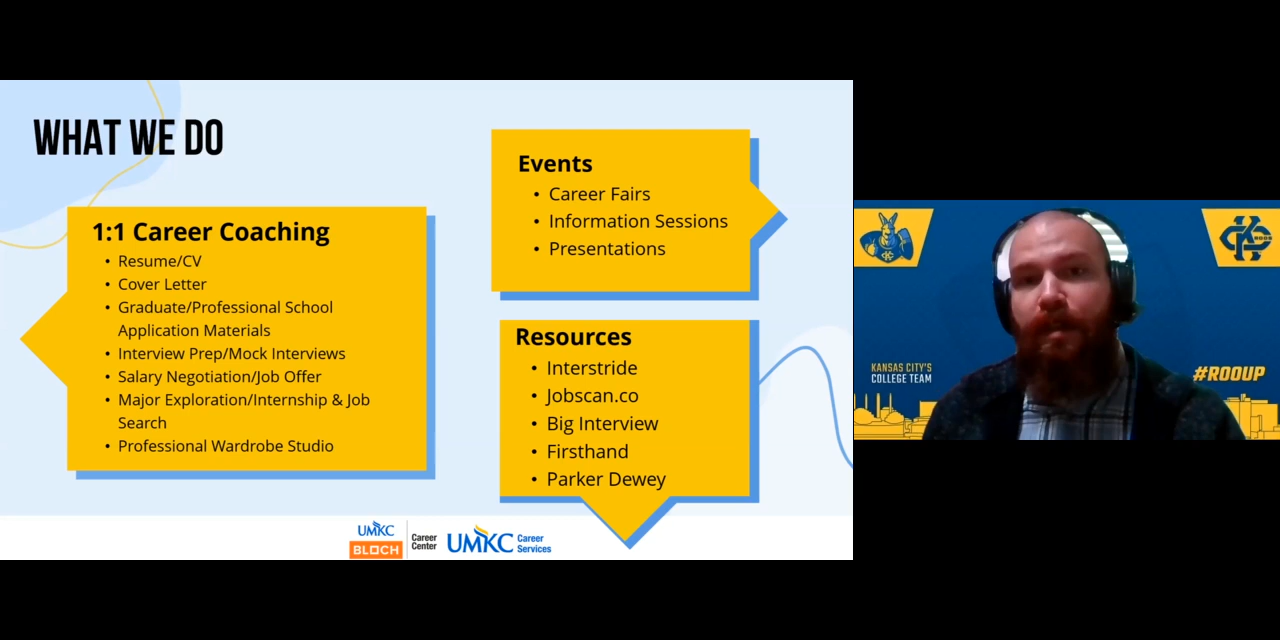 WHAT WE DO
1:1 Career Coaching
• Resume/CV
• Cover Letter
• Graduate/Professional School
Application Materials
• Interview Prep/Mock Interviews
• Salary Negotiation/Job Offer
• Major Exploration/Internship & Job
Search
• Professional Wardrobe Studio
Events
• Career Fairs
• Information Sessions
• Presentations
Resources
• Interstride
• Jobscan.co
• Big Interview
• Firsthand
• Parker Dewey
UMKC
BLOCH
Career
Center
UMKC
Career
Services
KC
ROOS
KANSAS CITY'S
COLLEGE TEAM
#ROOUP